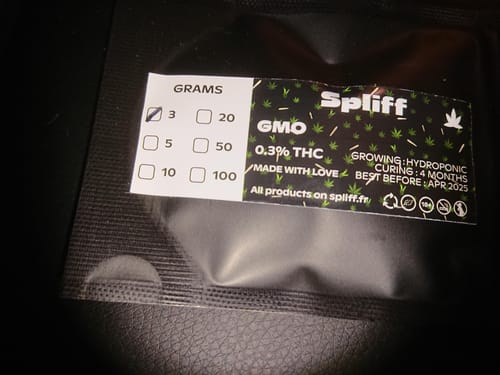 GRAMS
3 20
5 50
10 100
Spliff
GMO
0.3% THC
MADE WITH LOVE
GROWING : HYDROPONIC
CURING : 4 MONTHS
BEST BEFORE : APR 2025
All products on spliff.fr